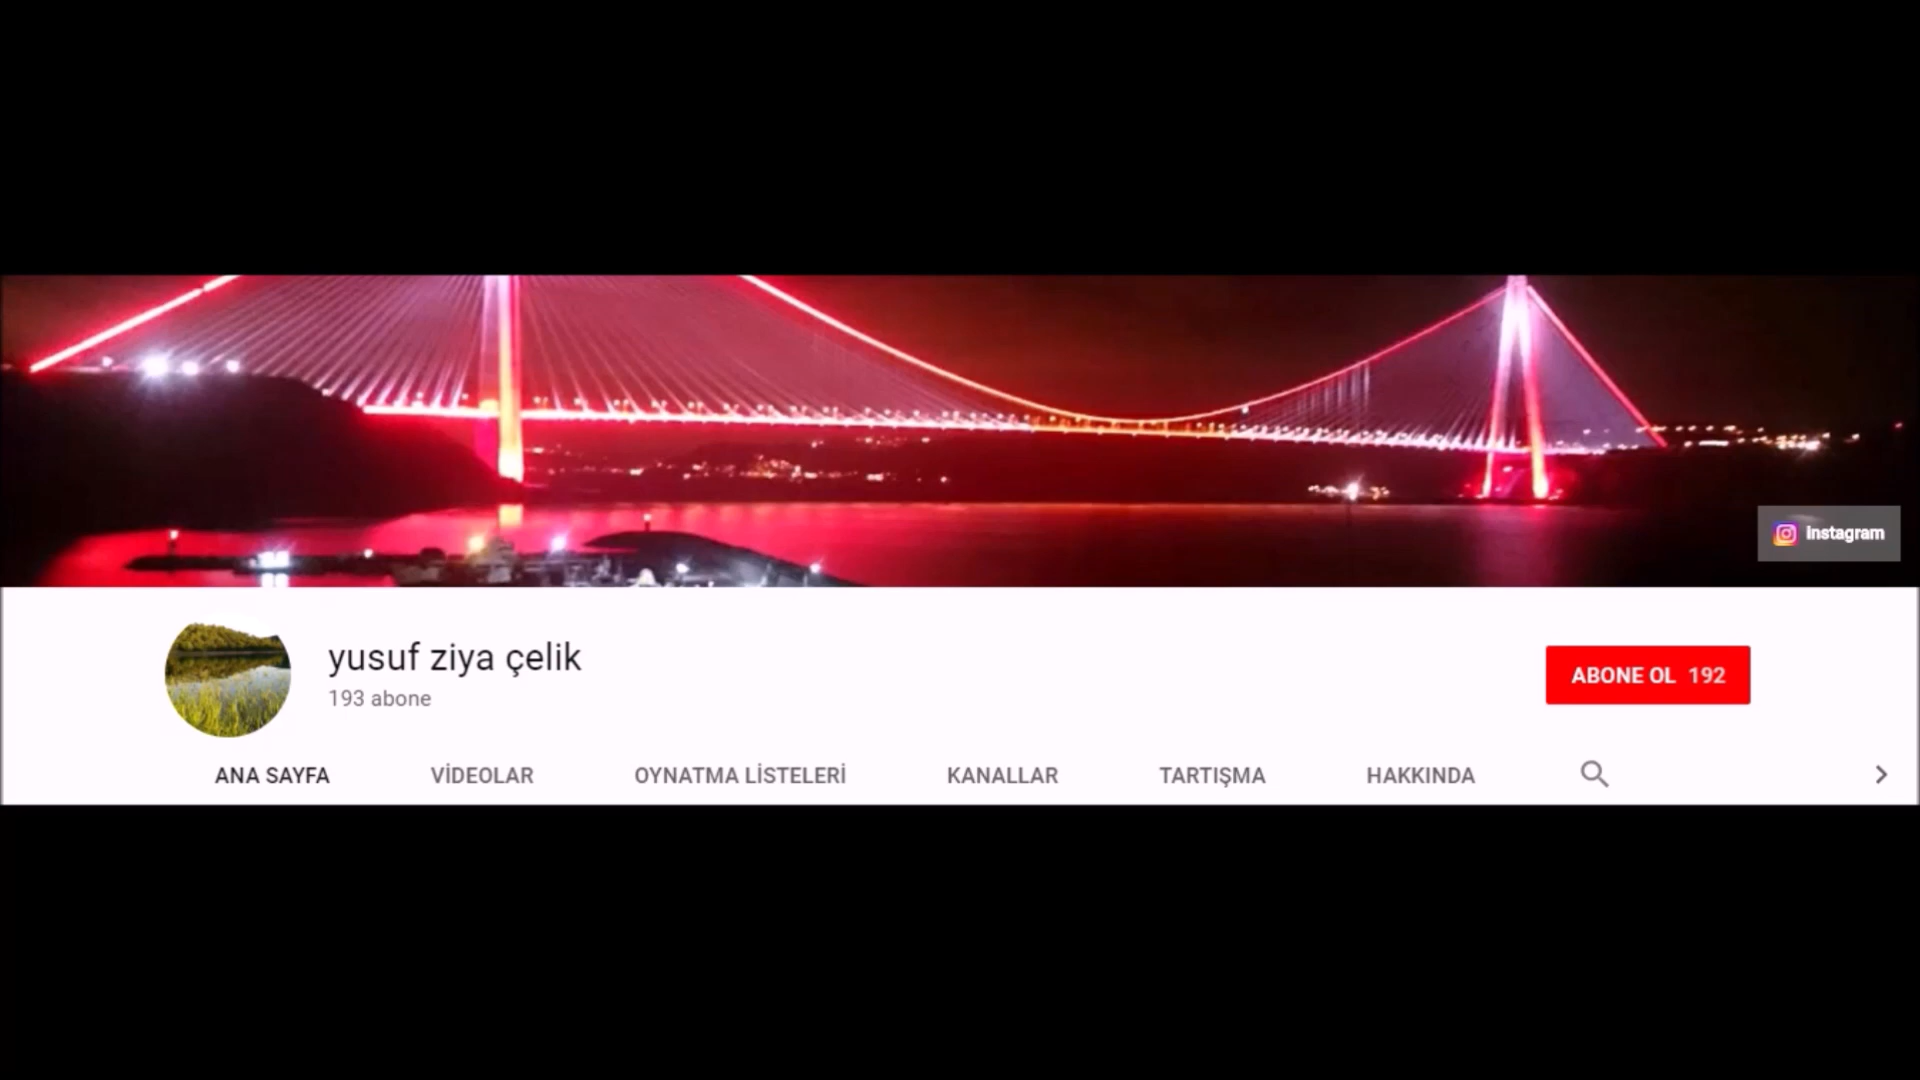 Instagram
yusuf ziya çelik
193 abone
ABONE OL 192
ANA SAYFA VİDEOLAR OYNATMA LİSTELERİ KANALLAR TARTIŞMA HAKKINDA